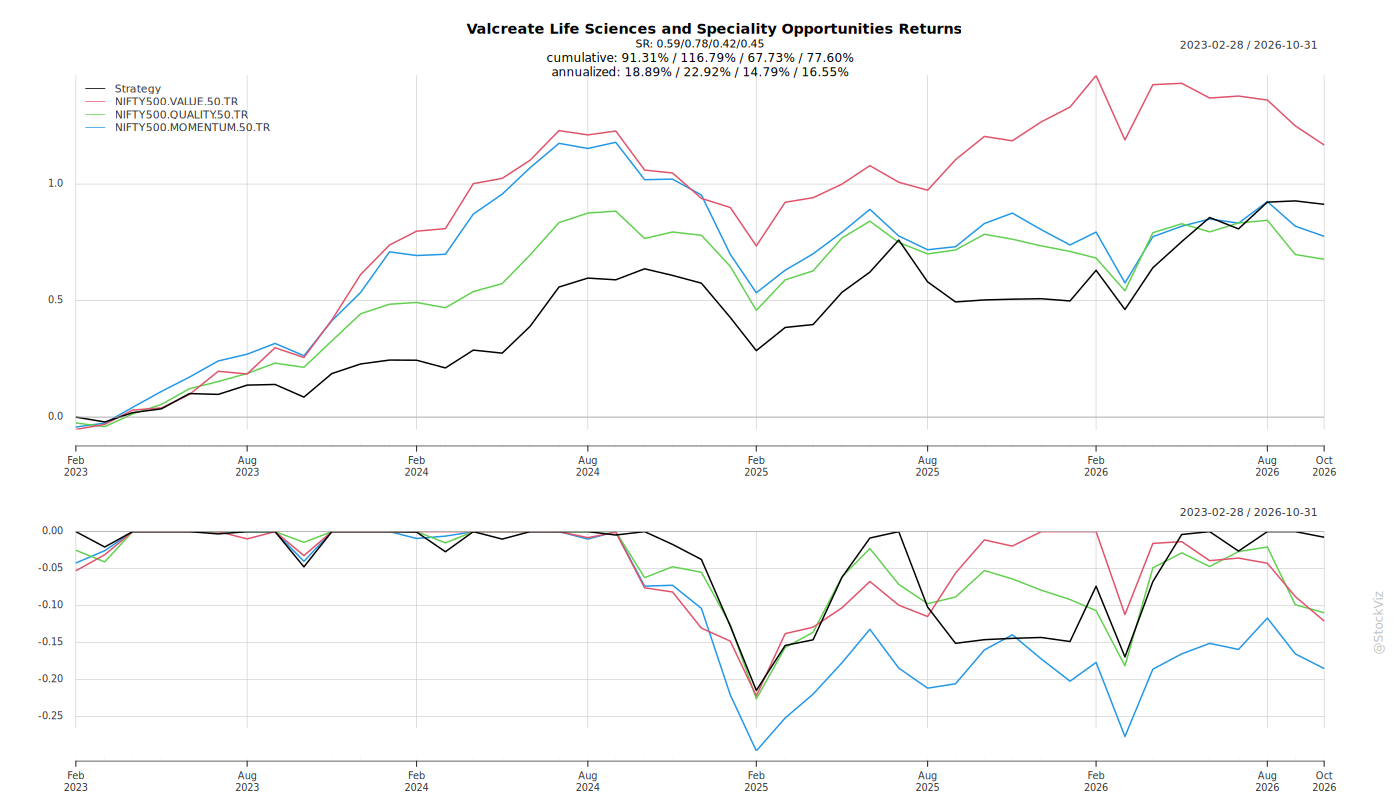 Valcreate Life Sciences and Speciality Opportunities Returns
SR: 0.59/0.78/0.42/0.45
cumulative: 91.31% / 116.79% / 67.73% / 77.60%
annualized: 18.89% / 22.92% / 14.79% / 16.55%
2023-02-28 / 2026-10-31
Strategy
NIFTY500.VALUE.50.TR
NIFTY500.QUALITY.50.TR
NIFTY500.MOMENTUM.50.TR
1.0
0.5
0.0
Feb Aug Feb Aug Feb Aug Feb Aug Oct
2023 2023 2024 2024 2025 2025 2026 2026 2026
2023-02-28 / 2026-10-31
0.00
-0.05
-0.10
-0.15
-0.20
-0.25
Feb Aug Feb Aug Feb Aug Feb Aug Oct
2023 2023 2024 2024 2025 2025 2026 2026 2026
@StockViz